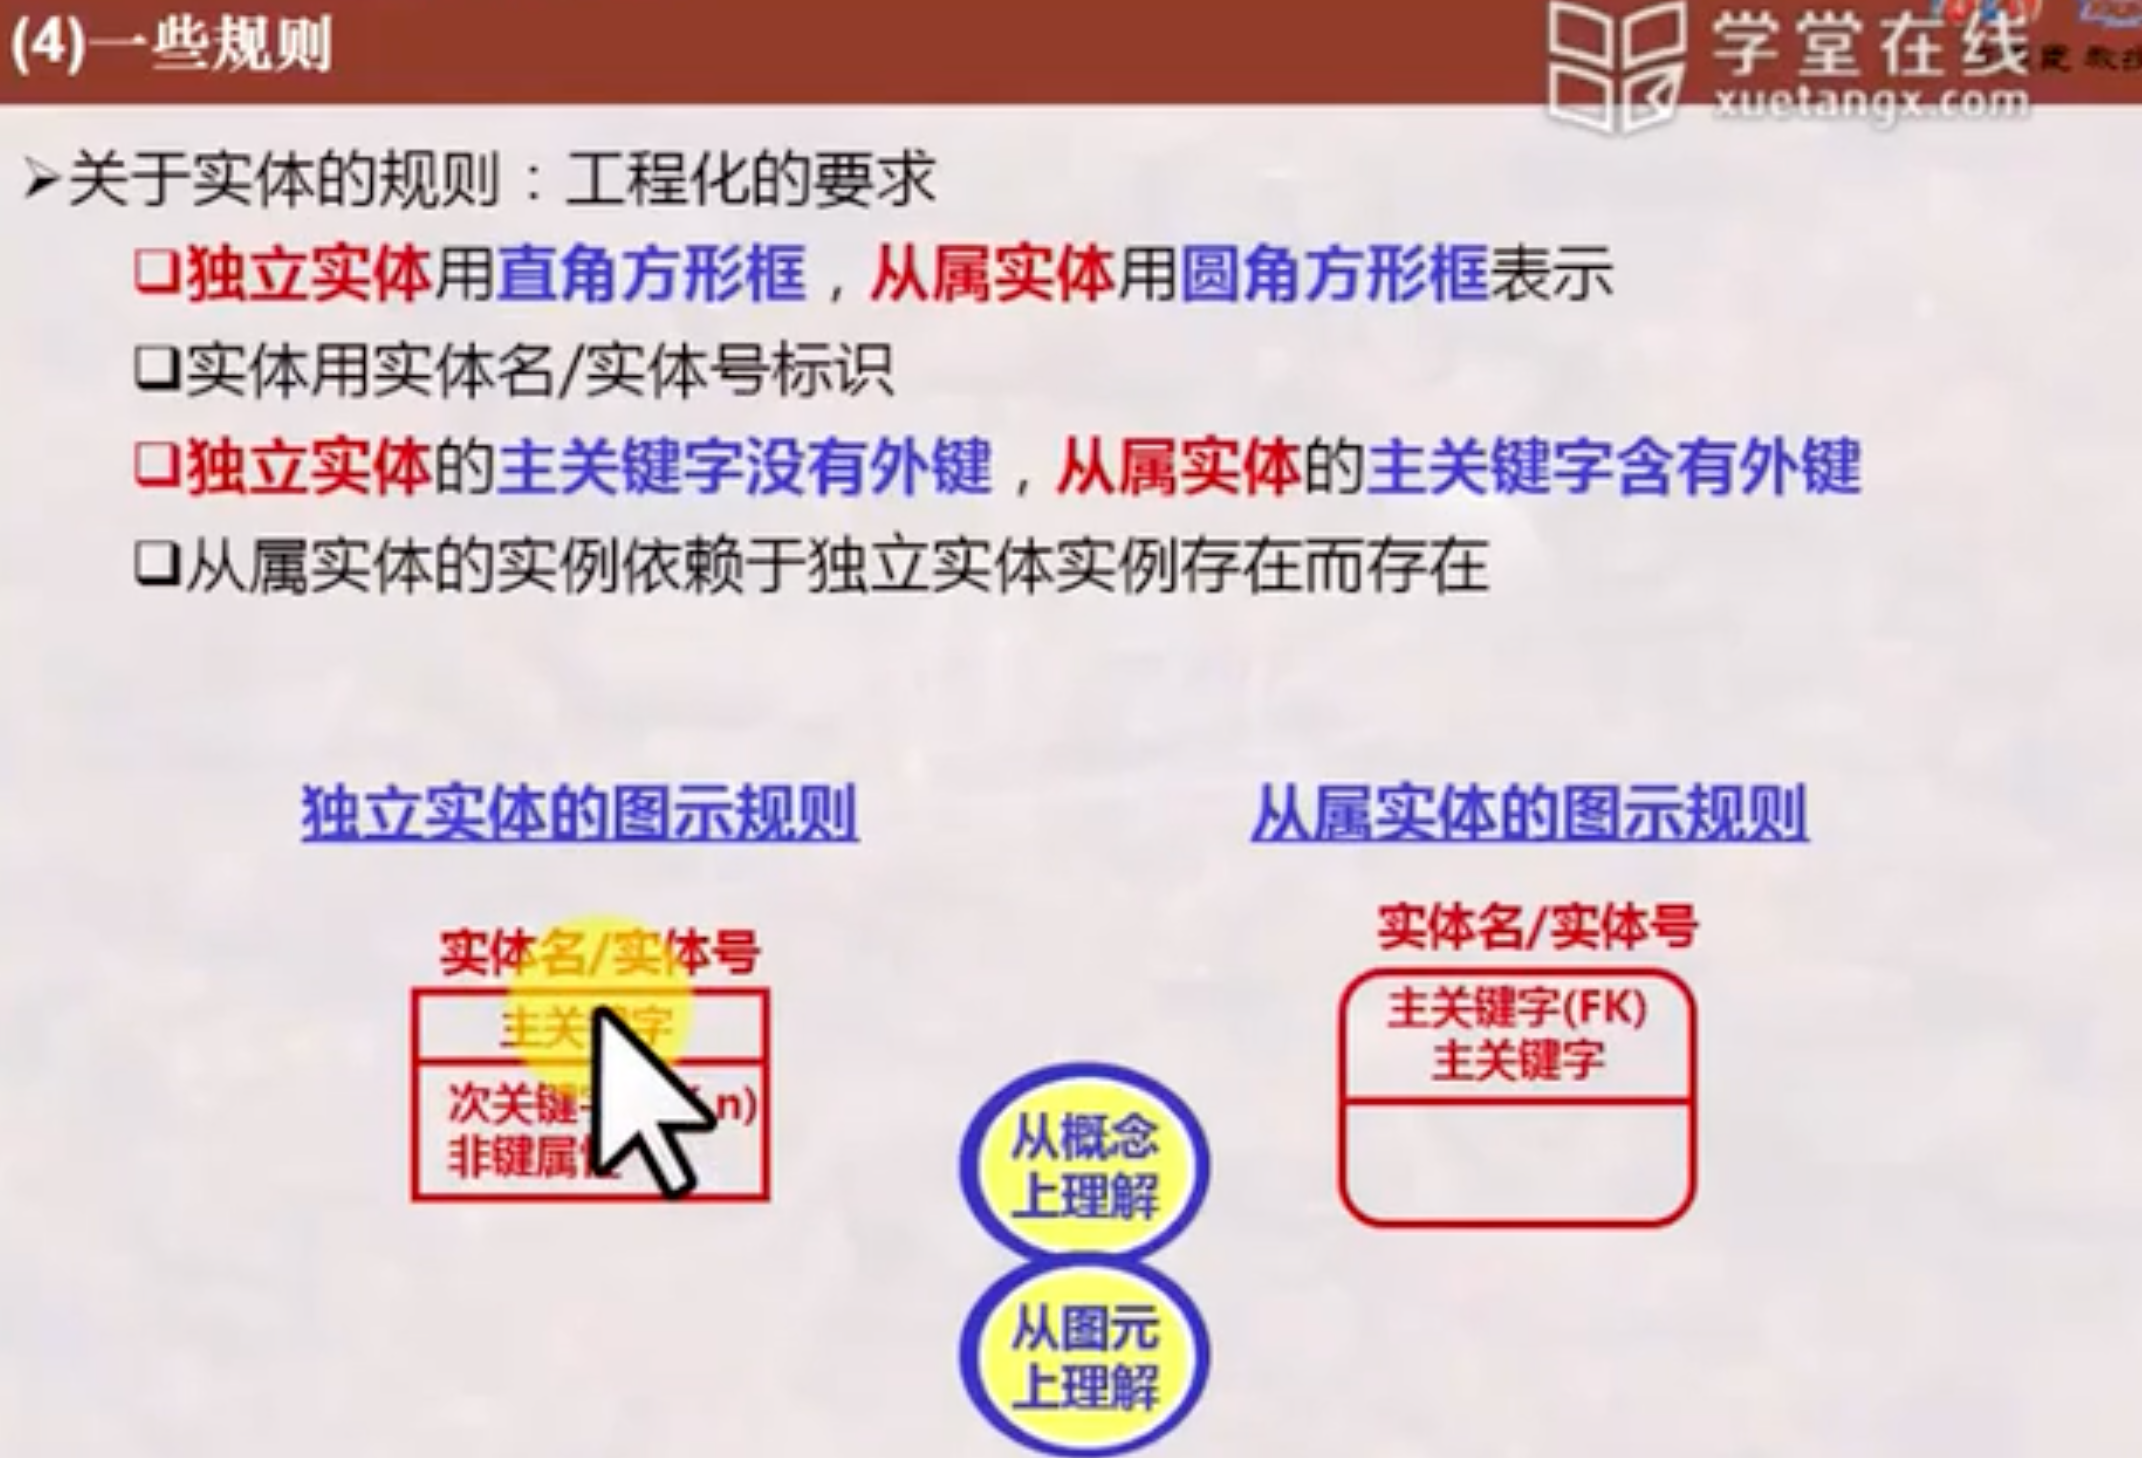 (4)一些规则
学堂在线
xuetangx.com
➢关于实体的规则：工程化的要求
❑独立实体用直角方形框，从属实体用圆角方形框表示
❑实体用实体名/实体号标识
❑独立实体的主关键字没有外键，从属实体的主关键字含有外键
❑从属实体的实例依赖于独立实体实例存在而存在
独立实体的图示规则
从属实体的图示规则
实体名/实体号
主关键字
次关键 n)
非键属性
实体名/实体号
主关键字(FK)
主关键字
从概念
上理解
从图元
上理解